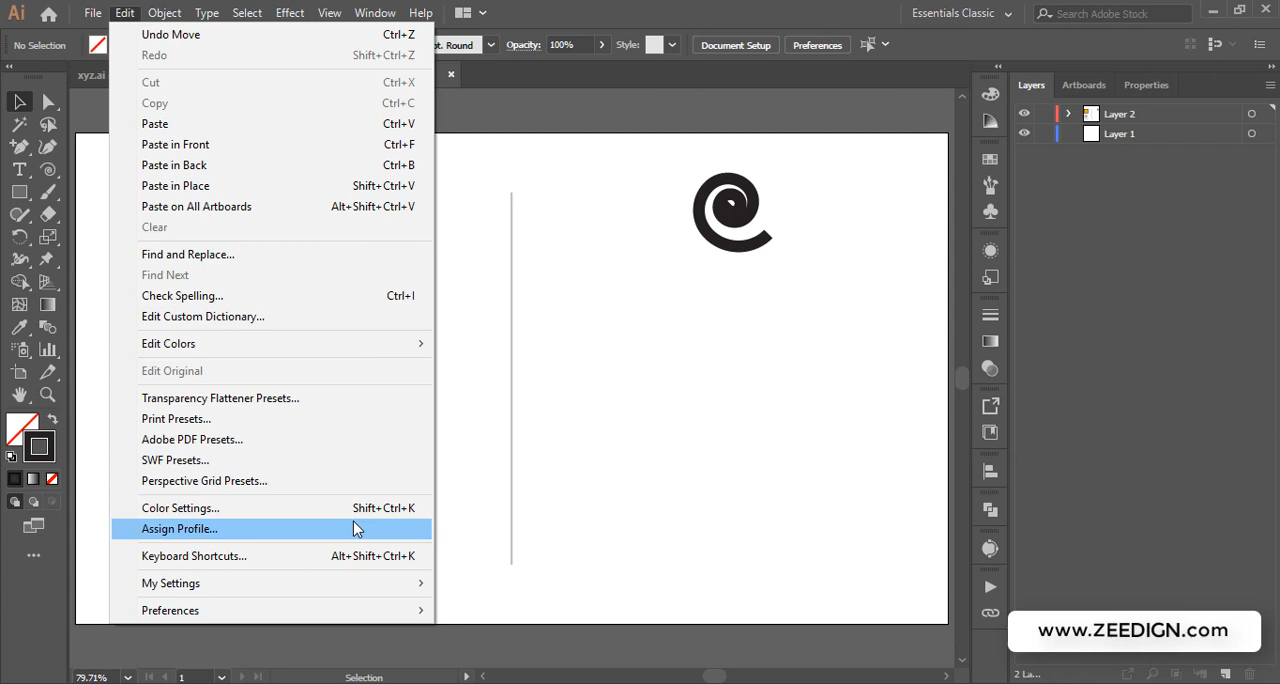 Ai File Edit Object Type Select Effect View Window Help Essentials Classic Search Adobe Stock
No Selection pt. Round Opacity: 100% Style: Document Setup Preferences
xyz.ai
Undo Move Ctrl+Z
Redo Shift+Ctrl+Z
Cut Ctrl+X
Copy Ctrl+C
Paste Ctrl+V
Paste in Front Ctrl+F
Paste in Back Ctrl+B
Paste in Place Shift+Ctrl+V
Paste on All Artboards Alt+Shift+Ctrl+V
Clear
Find and Replace...
Find Next
Check Spelling... Ctrl+I
Edit Custom Dictionary...
Edit Colors
Edit Original
Transparency Flattener Presets...
Print Presets...
Adobe PDF Presets...
SWF Presets...
Perspective Grid Presets...
Color Settings... Shift+Ctrl+K
Assign Profile...
Keyboard Shortcuts... Alt+Shift+Ctrl+K
My Settings
Preferences
Layers Artboards Properties
Layer 2
Layer 1
www.ZEEDIGN.com
79.71% 1 Selection
2 La...